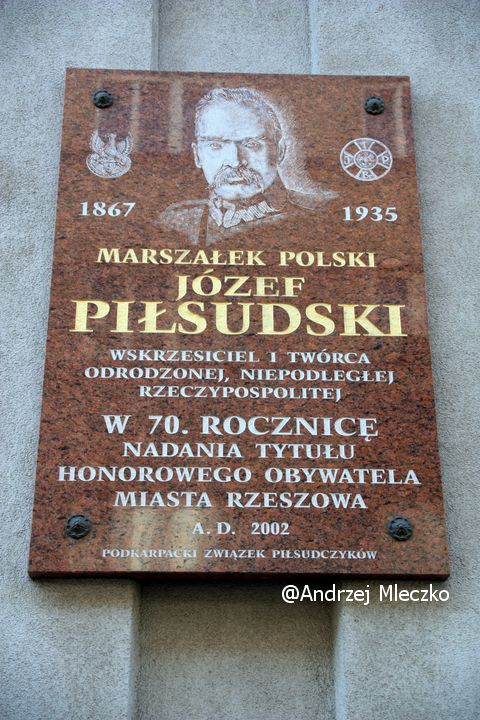 1867 1935
MARSZAŁEK POLSKI
JÓZEF
PIŁSUDSKI
WSKRZESICIEL I TWÓRCA
ODRODZONEJ, NIEPODLEGŁEJ
RZECZYPOSPOLITEJ
W 70. ROCZNICĘ
NADANIA TYTUŁU
HONOROWEGO OBYWATELA
MIASTA RZESZOWA
A. D. 2002
PODKARPACKI ZWIĄZEK PIŁSUDCZYKÓW
@Andrzej Mleczko